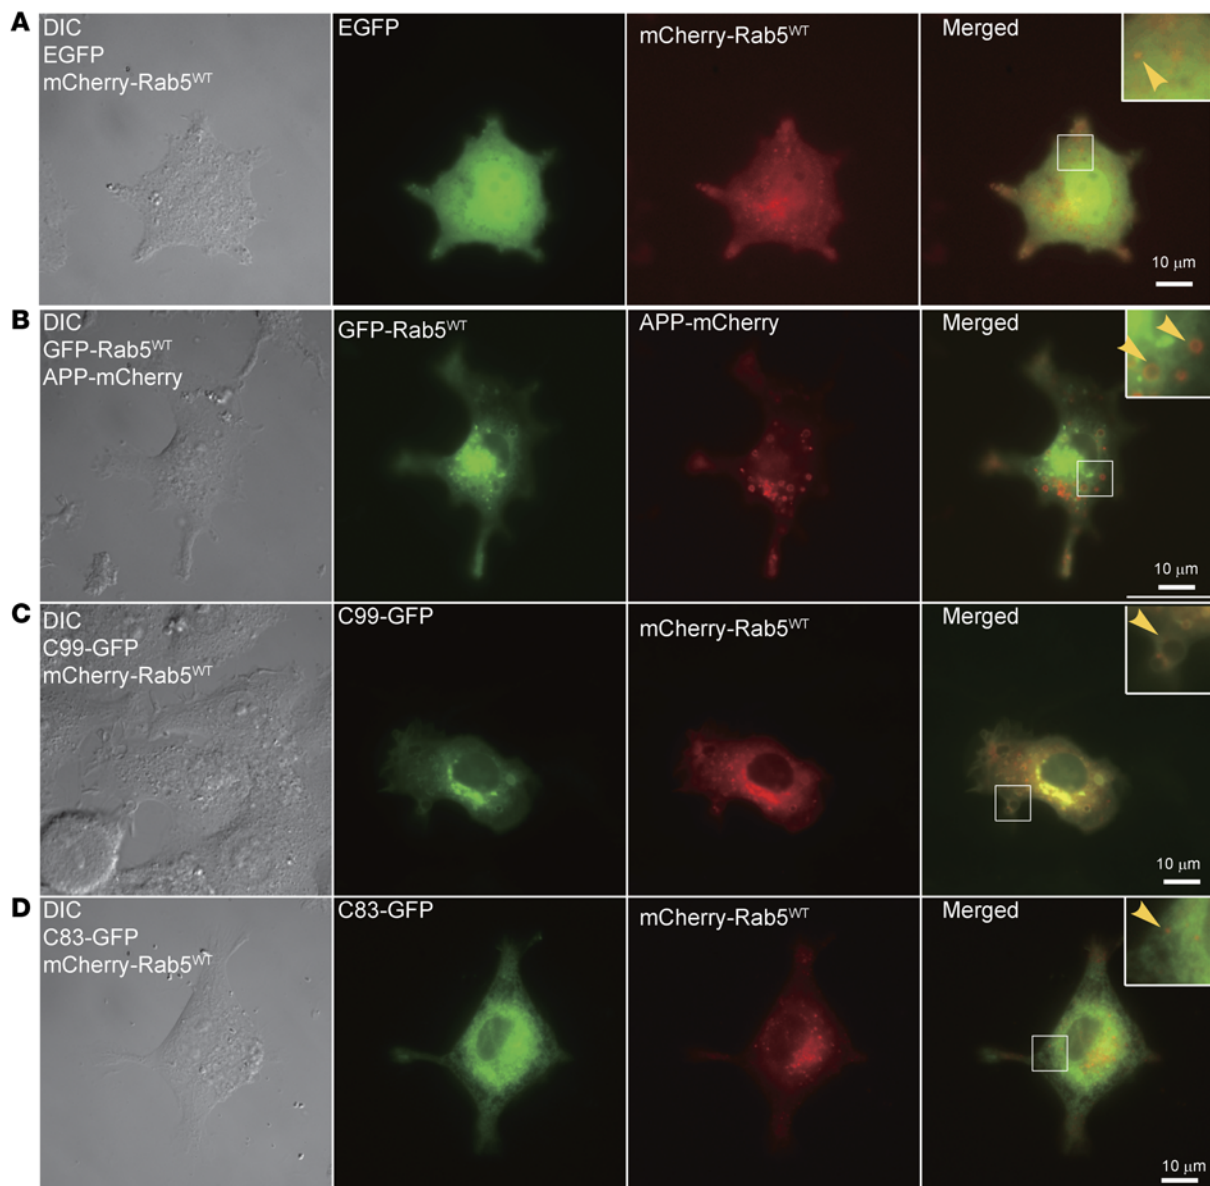 A
DIC
EGFP
mCherry-Rab5ᵂᵀ
EGFP
mCherry-Rab5ᵂᵀ
Merged
10 μm
B
DIC
GFP-Rab5ᵂᵀ
APP-mCherry
GFP-Rab5ᵂᵀ
APP-mCherry
Merged
10 μm
C
DIC
C99-GFP
mCherry-Rab5ᵂᵀ
C99-GFP
mCherry-Rab5ᵂᵀ
Merged
10 μm
D
DIC
C83-GFP
mCherry-Rab5ᵂᵀ
C83-GFP
mCherry-Rab5ᵂᵀ
Merged
10 μm